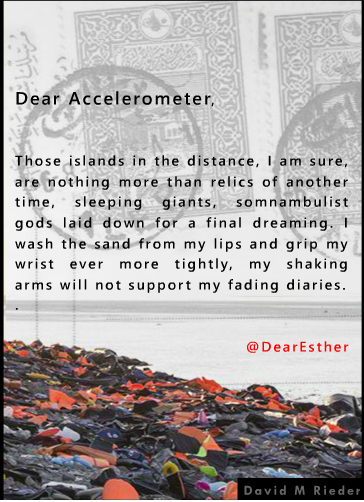 Dear Accelerometer,
Those islands in the distance, I am sure,
are nothing more than relics of another
time, sleeping giants, somnambulist
gods laid down for a final dreaming. I
wash the sand from my lips and grip my
wrist ever more tightly, my shaking
arms will not support my fading diaries.
.
@DearEsther
David M Rieder